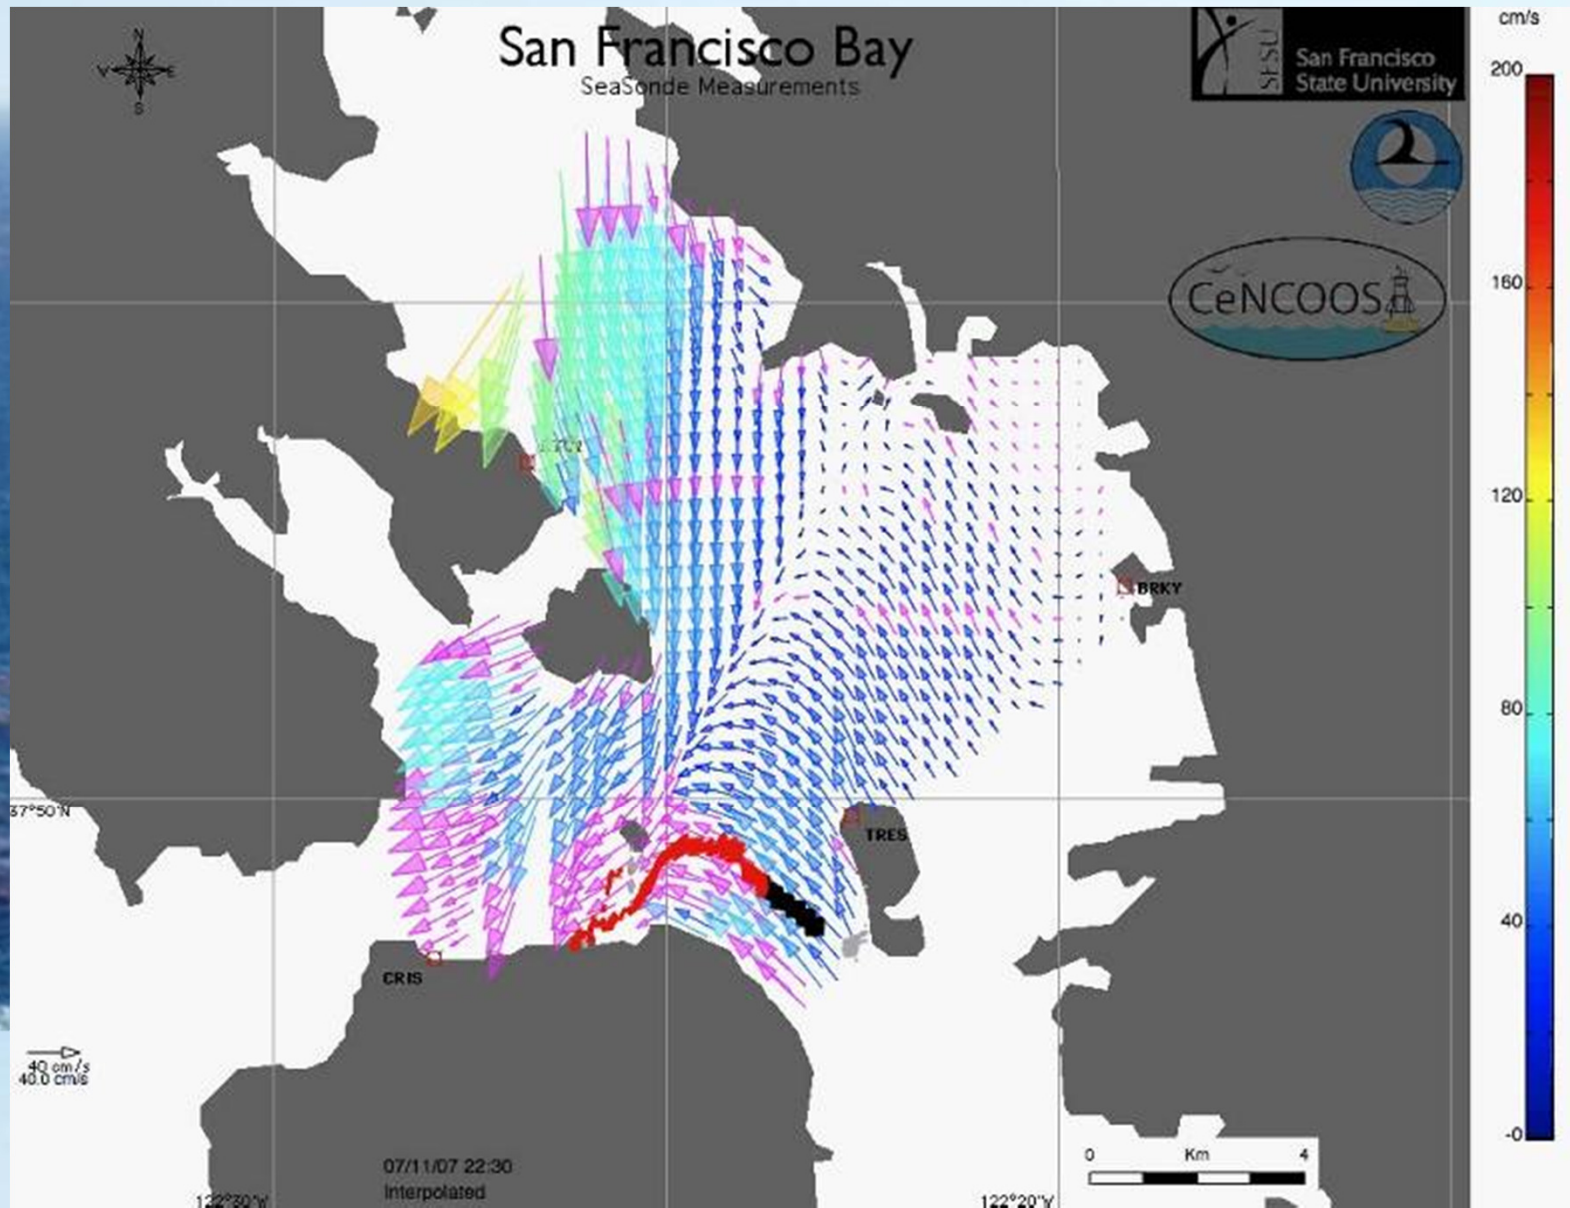 San Francisco Bay
SeaSonde Measurements
N
E
S
SFSU
San Francisco
State University
cm/s
200
160
CeNCOOS
120
BRKY
80
37°50'N
TRES
40
CRIS
40 cm/s
40.0 cm/s
-0
0 Km 4
07/11/07 22:30
Interpolated
122°30'W
122°20'W